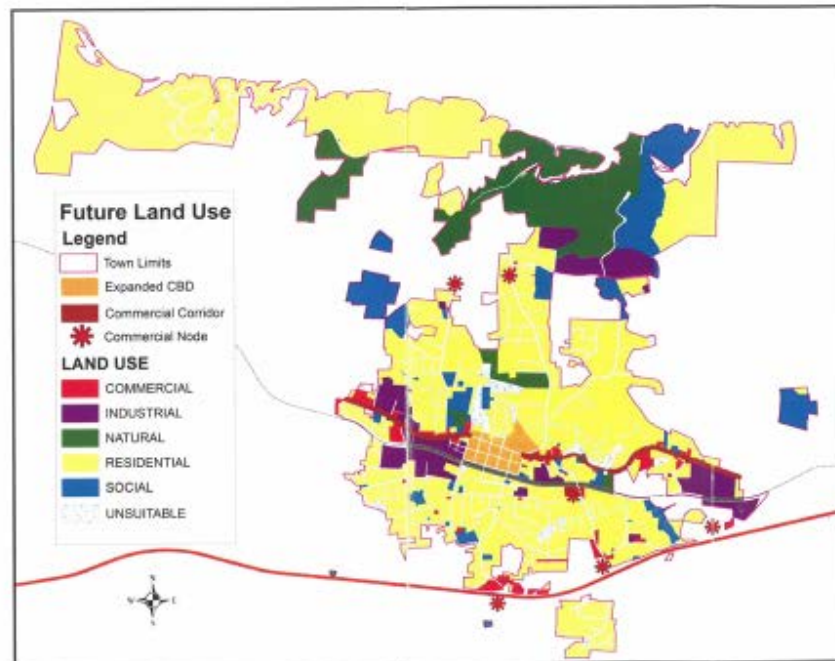 Future Land Use
Legend
Town Limits
Expanded CBD
Commercial Corridor
Commercial Node
LAND USE
COMMERCIAL
INDUSTRIAL
NATURAL
RESIDENTIAL
SOCIAL
UNSUITABLE
N
W
E
S